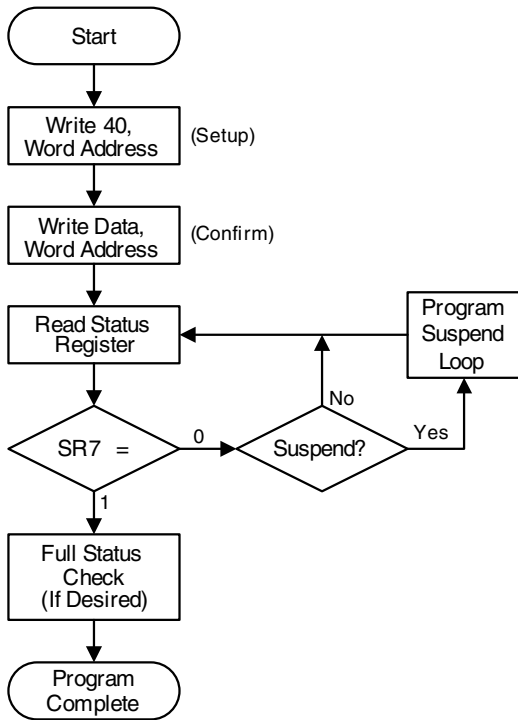 Start
Write 40,
Word Address
(Setup)
Write Data,
Word Address
(Confirm)
Read Status
Register
Program
Suspend
Loop
No
SR7 =
0
Suspend?
Yes
1
Full Status
Check
(If Desired)
Program
Complete